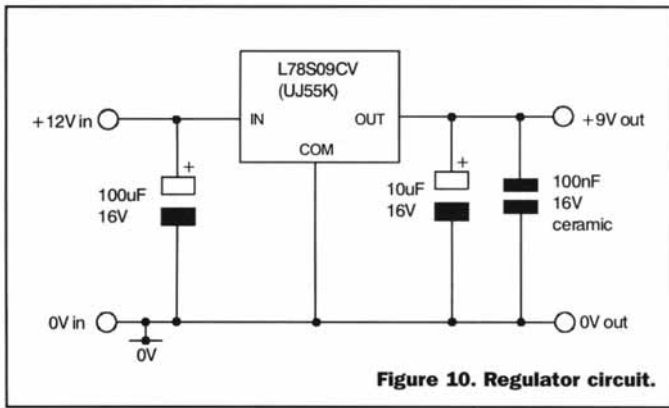 L78S09CV
(UJ55K)
+12V in
IN
OUT
+9V out
COM
+
100uF
16V
+
10uF
16V
100nF
16V
ceramic
0V in
0V
0V out
Figure 10. Regulator circuit.